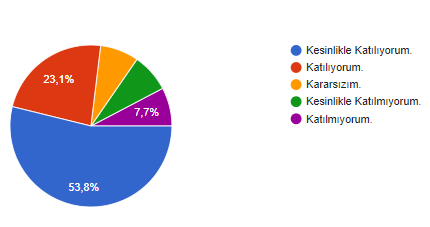 23,1%
7,7%
53,8%
Kesinlikle Katılıyorum.
Katılıyorum.
Kararsızım.
Kesinlikle Katılmıyorum.
Katılmıyorum.